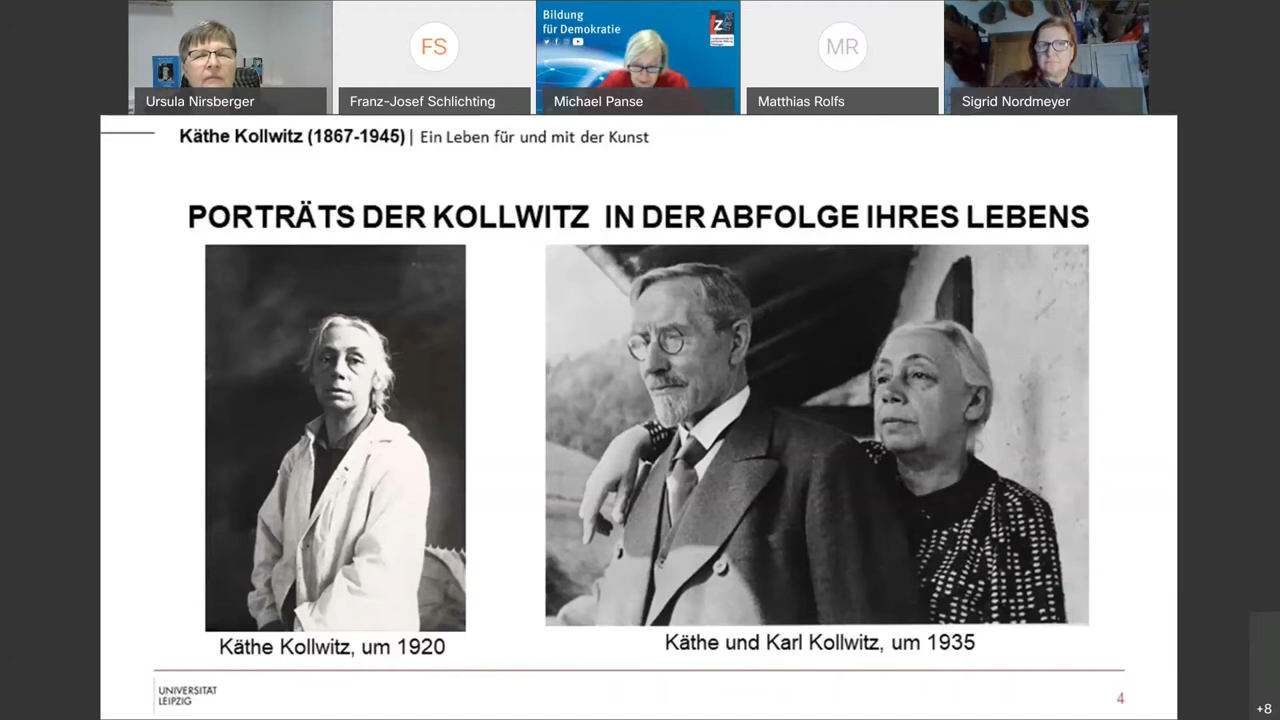 FS
Bildung
für Demokratie
MR
Ursula Nirsberger
Franz-Josef Schlichting
Michael Panse
Matthias Rolfs
Sigrid Nordmeyer
Käthe Kollwitz (1867-1945) | Ein Leben für und mit der Kunst
PORTRÄTS DER KOLLWITZ IN DER ABFOLGE IHRES LEBENS
Käthe Kollwitz, um 1920
Käthe und Karl Kollwitz, um 1935
UNIVERSITÄT
LEIPZIG
4
+8